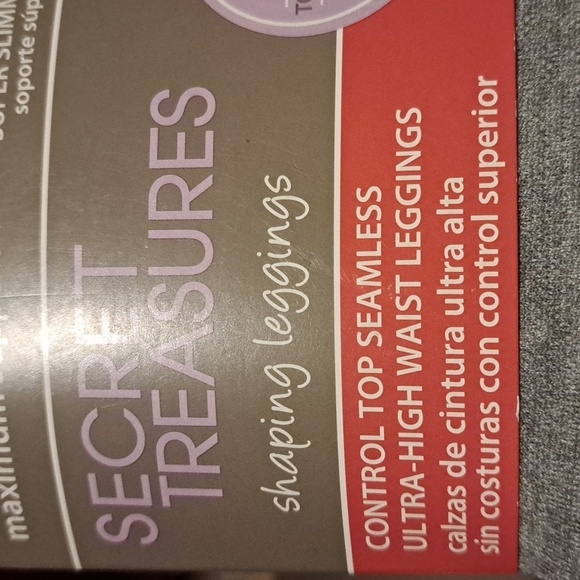 SUPER SLIMM
soporte súp
maximum
TO
SECRET
TREASURES
shaping leggings
CONTROL TOP SEAMLESS
ULTRA-HIGH WAIST LEGGINGS
calzas de cintura ultra alta
sin costuras con control superior